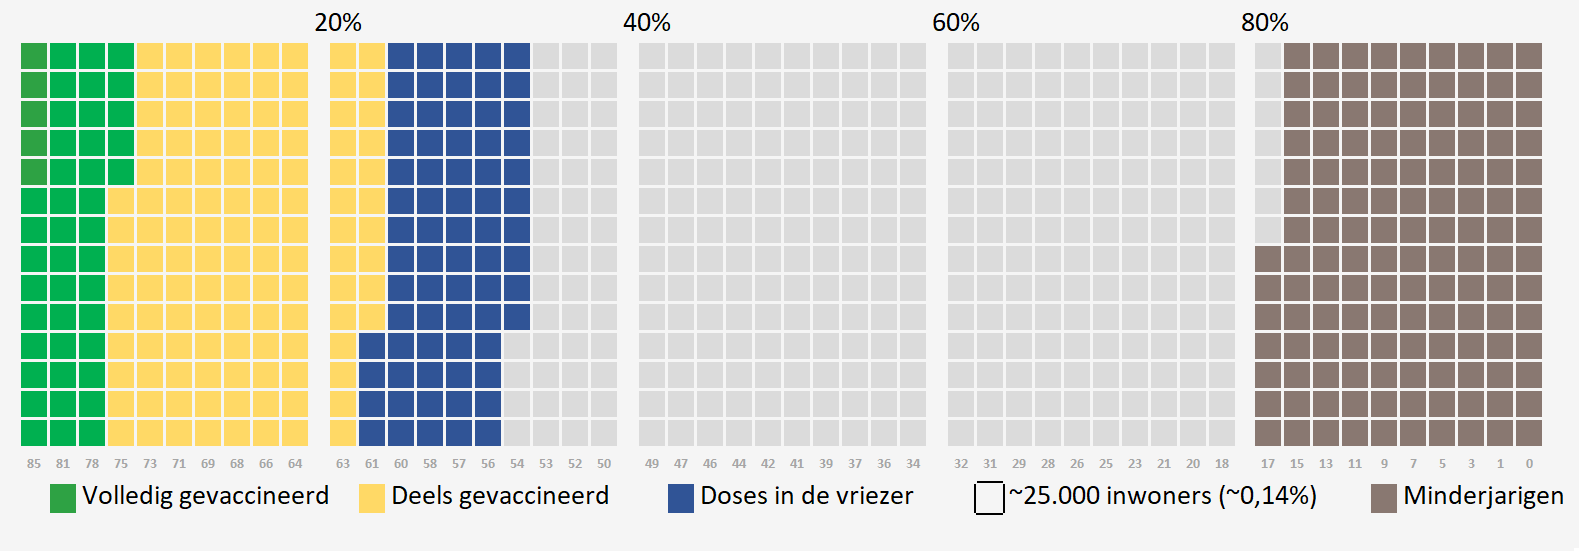 20% 40% 60% 80%
85 81 78 75 73 71 69 68 66 64 63 61 60 58 57 56 54 53 52 50 49 47 46 44 42 41 39 37 36 34 32 31 29 28 26 25 23 21 20 18 17 15 13 11 9 7 5 3 1 0
Volledig gevaccineerd Deels gevaccineerd Doses in de vriezer ~25.000 inwoners (~0,14%) Minderjarigen